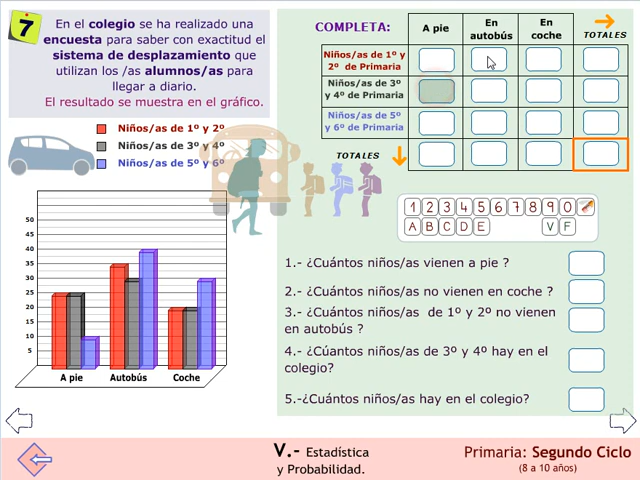 7
En el colegio se ha realizado una
encuesta para saber con exactitud el
sistema de desplazamiento que
utilizan los /as alumnos/as para
llegar a diario.
El resultado se muestra en el gráfico.
Niños/as de 1º y 2º
Niños/as de 3º y 4º
Niños/as de 5º y 6º
50
45
40
35
30
25
20
15
10
5
A pie Autobús Coche
COMPLETA:
A pie
En
autobús
En
coche
TOTALES
Niños/as de 1º y
2º de Primaria
Niños/as de 3º
y 4º de Primaria
Niños/as de 5º
y 6º de Primaria
TOTALES
1 2 3 4 5 6 7 8 9 0
A B C D E V F
1.- ¿Cuántos niños/as vienen a pie ?
2.- ¿Cuántos niños/as no vienen en coche ?
3.- ¿Cuántos niños/as de 1º y 2º no vienen
en autobús ?
4.- ¿Cúantos niños/as de 3º y 4º hay en el
colegio?
5.-¿Cuántos niños/as hay en el colegio?
V.- Estadística
y Probabilidad.
Primaria: Segundo Ciclo
(8 a 10 años)